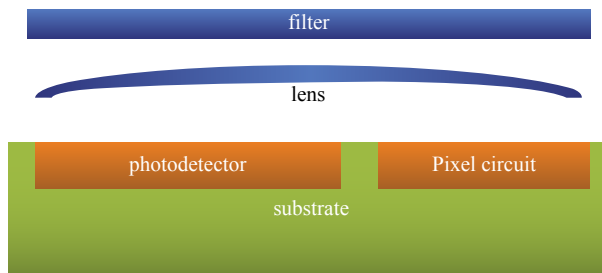 filter
lens
photodetector
Pixel circuit
substrate